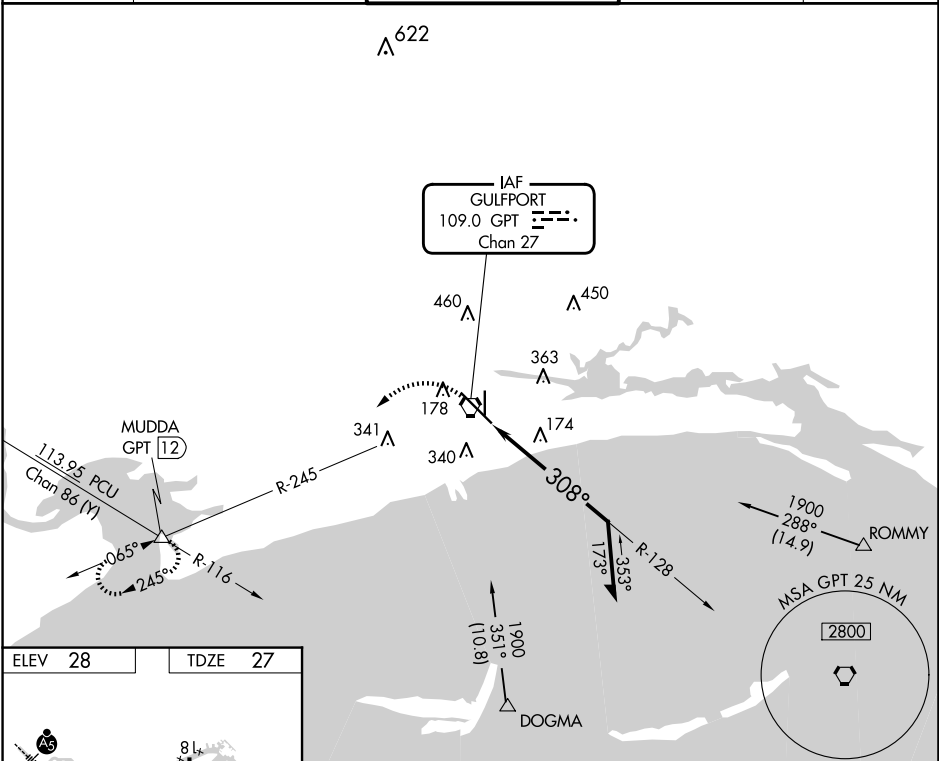 622
IAF
GULFPORT
109.0 GPT
Chan 27
460
450
363
178
174
341
340
MUDDA
GPT 12
113.95 PCU
Chan 86 (Y)
R-245
065°
245°
R-116
308°
R-128
173°
353°
1900
288°
(14.9)
ROMMY
1900
351°
(10.8)
DOGMA
MSA GPT 25 NM
2800
ELEV 28
TDZE 27
A5
81